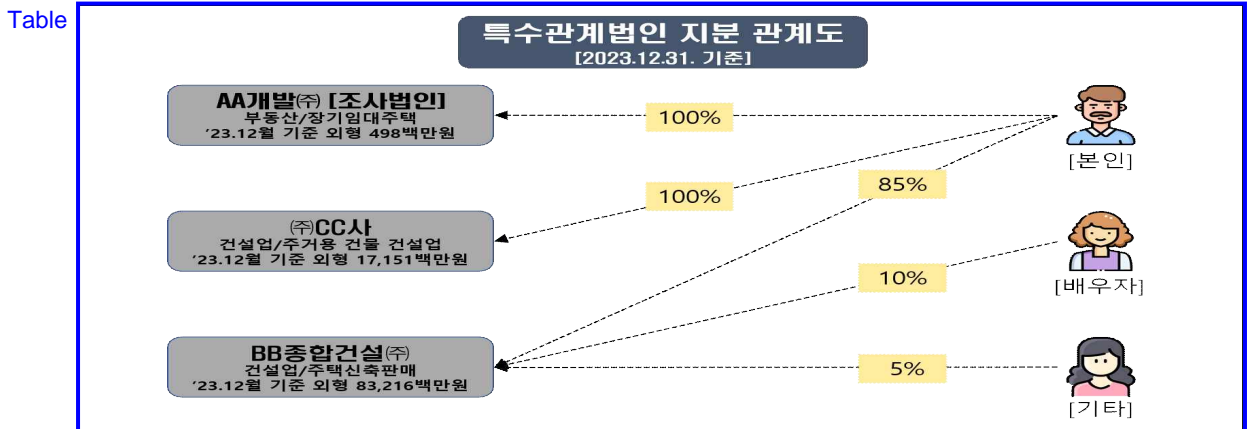 Table
특수관계법인 지분 관계도
[2023.12.31. 기준]
AA개발㈜ [조사법인]
부동산/장기임대주택
‘23.12월 기준 외형 498백만원
100%
[본인]
85%
100%
㈜CC사
건설업/주거용 건물 건설업
‘23.12월 기준 외형 17,151백만원
10%
[배우자]
BB종합건설㈜
건설업/주택신축판매
‘23.12월 기준 외형 83,216백만원
5%
[기타]